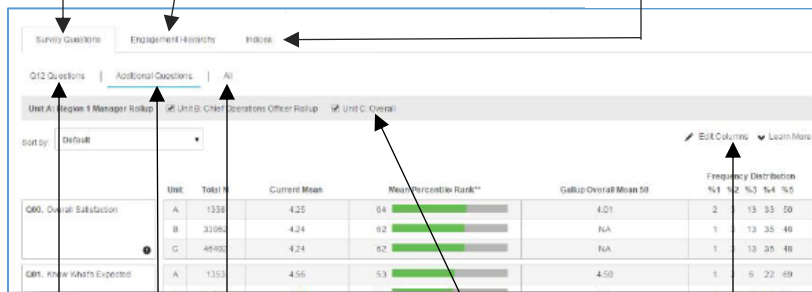 Survey Questions Engagement Hierarchy Indices
Q12 Questions | Additional Questions | All
Unit A: Region 1 Manager Rollup Unit B: Chief Operations Officer Rollup Unit C: Overall
Sort by: Default Edit Columns Learn More
Frequency Distribution
Unit Total N Current Mean Mean Percentile Rank** Gallup Overall Mean 50 %1 %2 %3 %4 %5
Q00. Overall Satisfaction A 1338 4.25 64 4.01 2 13 33 50
B 4.24 62 NA 1 13 35 48
C 4.24 62 NA 1 13 35 48
Q01. Know What's Expected A 1353 4.56 53 4.50 1 6 22 69